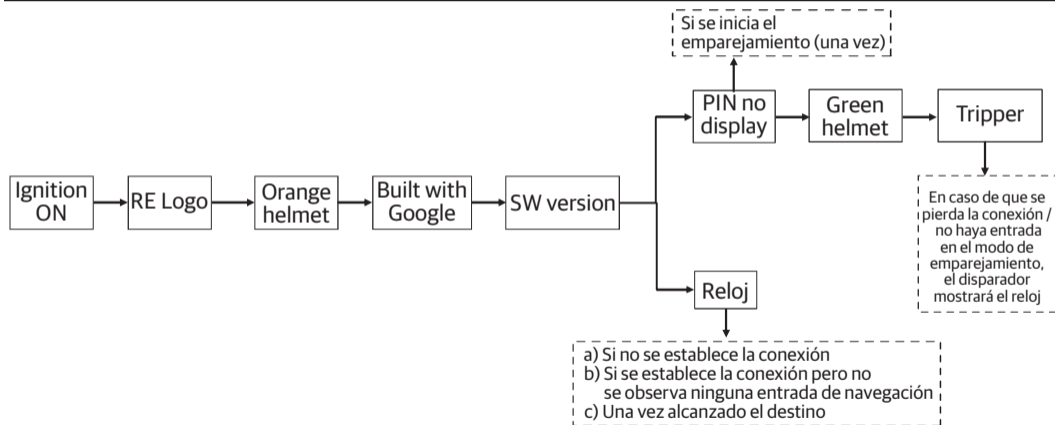 Si se inicia el
emparejamiento (una vez)
PIN no
display
Green
helmet
Tripper
Ignition
ON
RE Logo
Orange
helmet
Built with
Google
SW version
En caso de que se
pierda la conexión /
no haya entrada
en el modo de
emparejamiento,
el disparador
mostrará el reloj
Reloj
a) Si no se establece la conexión
b) Si se establece la conexión pero no
se observa ninguna entrada de navegación
c) Una vez alcanzado el destino